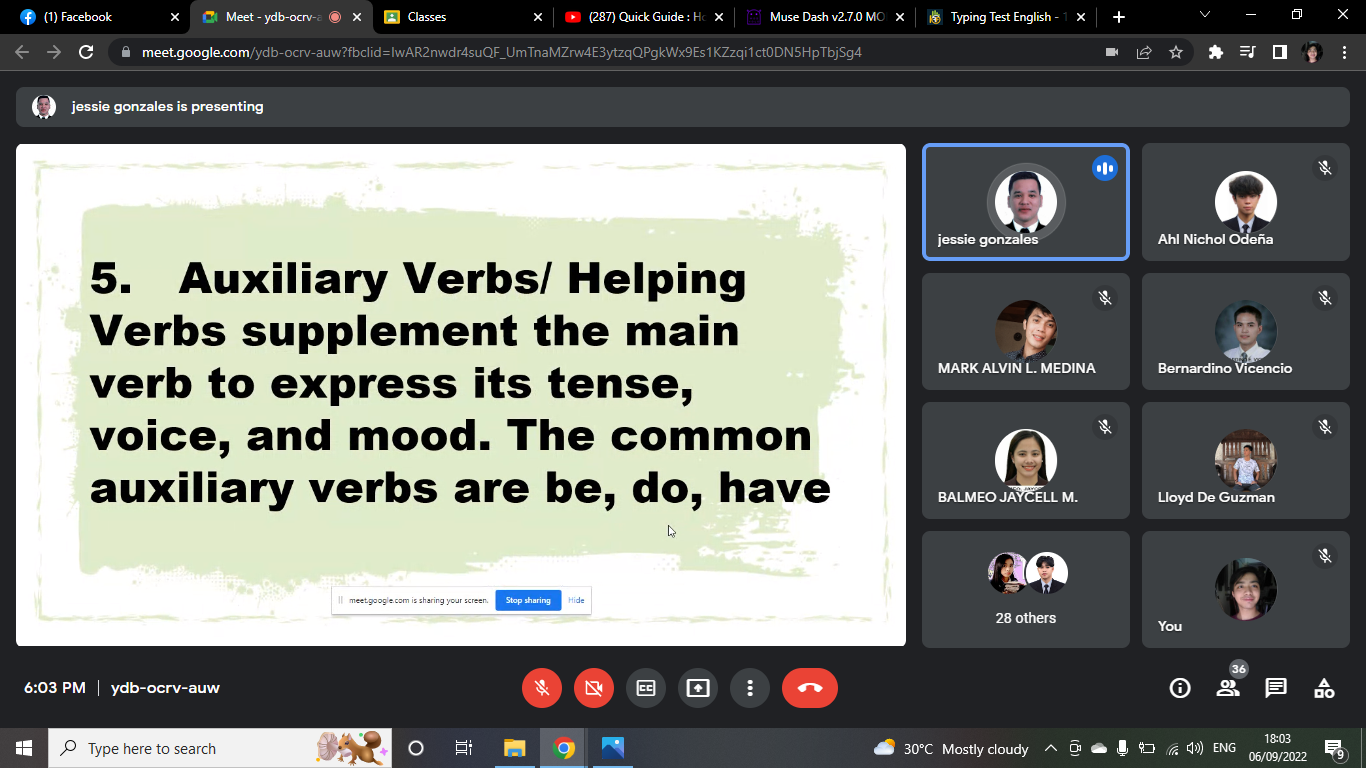 (1) Facebook
Meet - ydb-ocrv-a
Classes
(287) Quick Guide : Ho
Muse Dash v2.7.0 MO
Typing Test English - 1
meet.google.com/ydb-ocrv-auw?fbclid=IwAR2nwdr4suQF_UmTnaMZrw4E3ytzqQPgkWx9Es1KZzqi1ct0DN5HpTbjSg4
jessie gonzales is presenting
5. Auxiliary Verbs/ Helping
Verbs supplement the main
verb to express its tense,
voice, and mood. The common
auxiliary verbs are be, do, have
meet.google.com is sharing your screen.
Stop sharing
Hide
jessie gonzales
Ahl Nichol Odeña
MARK ALVIN L. MEDINA
Bernardino Vicencio
BALMEO JAYCELL M.
Lloyd De Guzman
28 others
You
6:03 PM | ydb-ocrv-auw
36
Type here to search
30°C Mostly cloudy
ENG
18:03
06/09/2022
9